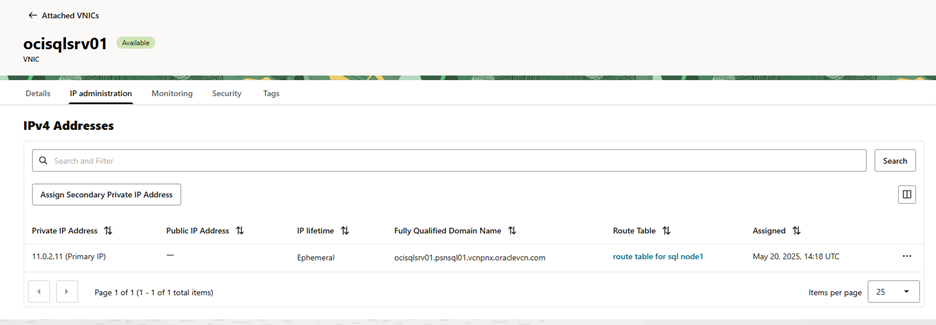 ← Attached VNICs
ocisqlsrv01 Available
VNIC
Details IP administration Monitoring Security Tags
IPv4 Addresses
Search and Filter Search
Assign Secondary Private IP Address
Private IP Address Public IP Address IP lifetime Fully Qualified Domain Name Route Table Assigned
11.0.2.11 (Primary IP) — Ephemeral ocisqlsrv01.psnsql01.vcnpnx.oraclevcn.com route table for sql node1 May 20, 2025, 14:18 UTC ...
Page 1 of 1 (1 - 1 of 1 total items) Items per page 25